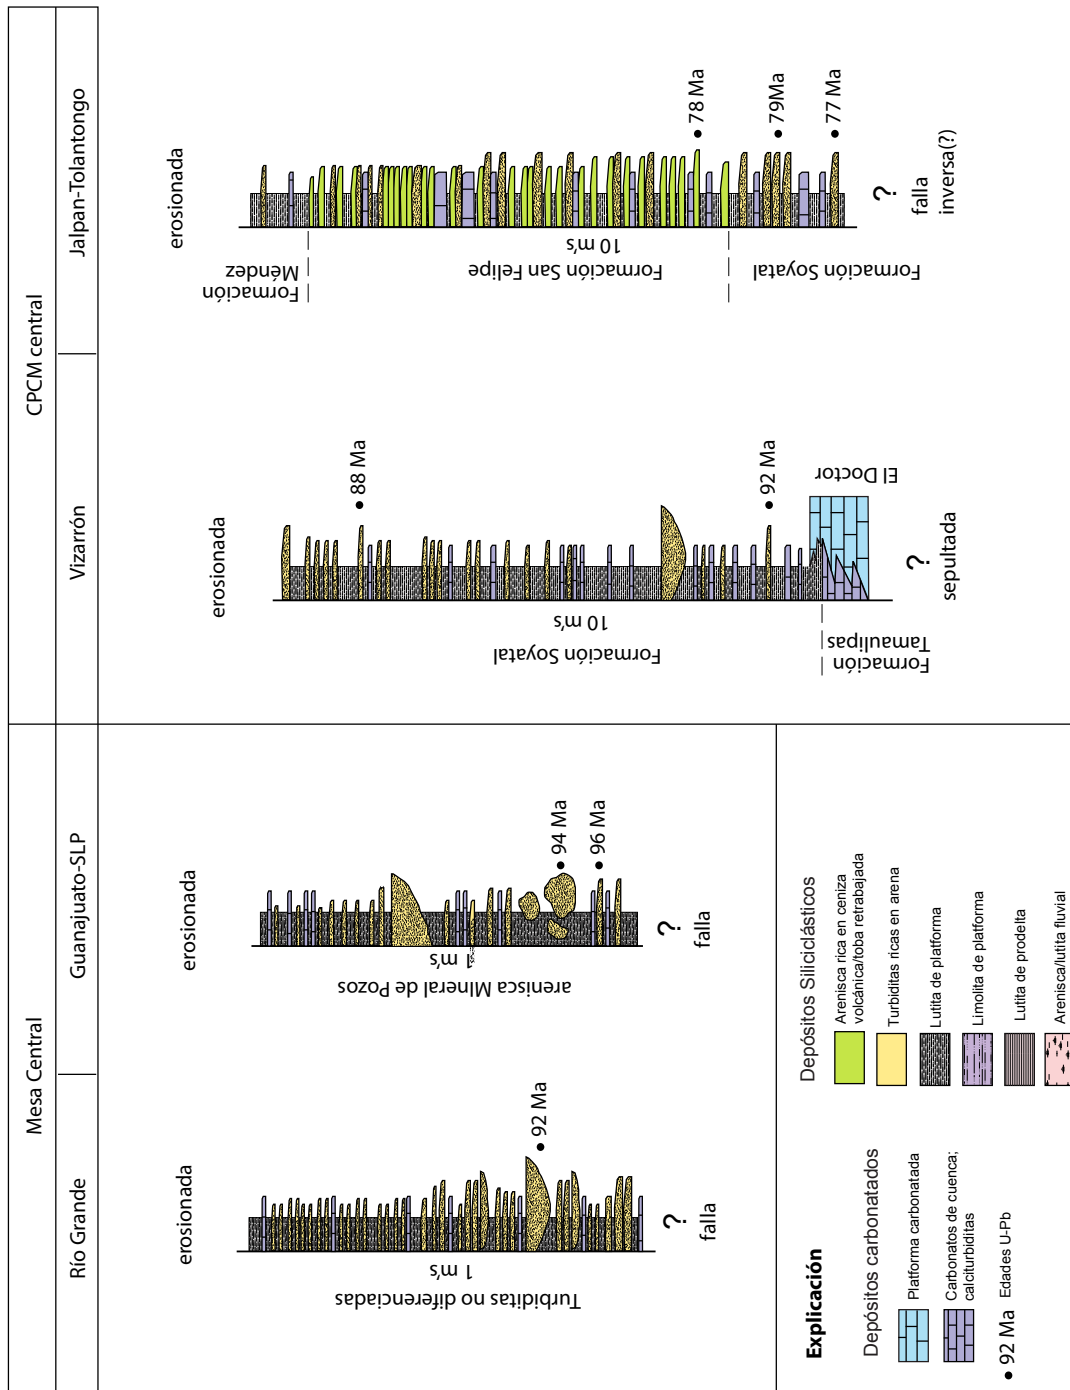 Mesa Central
CPCM central
Río Grande
Guanajuato-SLP
Vizarrón
Jalpan-Tolantongo
erosionada
Turbiditas no diferenciadas
1 m's
• 92 Ma
?
falla
erosionada
arenisca MIneral de Pozos
1 m's
• 94 Ma
• 96 Ma
?
falla
erosionada
Formación Soyatal
10 m's
• 88 Ma
• 92 Ma
El Doctor
Formación
Tamaulipas
?
sepultada
erosionada
Formación
Méndez
Formación San Felipe
10 m's
Formación Soyatal
• 78 Ma
• 79Ma
• 77 Ma
?
falla
inversa(?)
Explicación
Depósitos carbonatados
Platforma carbonatada
Carbonatos de cuenca;
calciturbiditas
• 92 Ma Edades U-Pb
Depósitos Siliciclásticos
Arenisca rica en ceniza
volcánica/toba retrabajada
Turbiditas ricas en arena
Lutita de platforma
Limolita de platforma
Lutita de prodelta
Arenisca/lutita fluvial